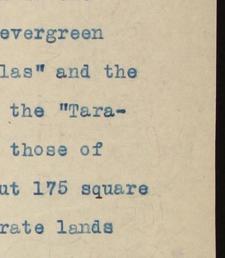 evergreen
las" and the
the "Tara-
those of
ut 175 square
rate lands